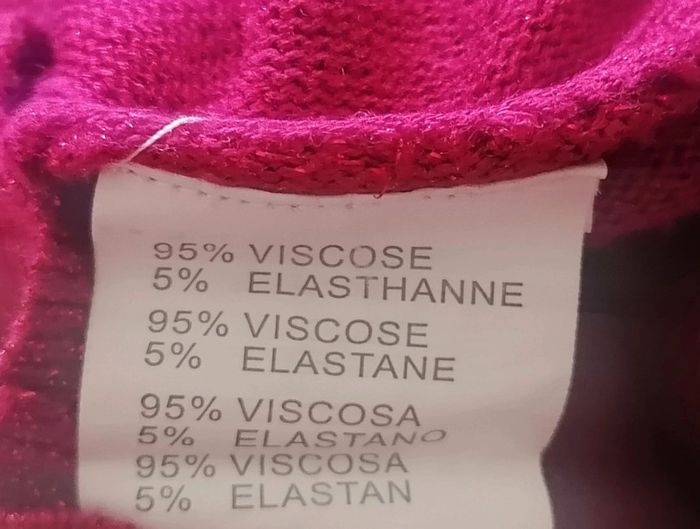 95% VISCOSE
5% ELASTHANNE
95% VISCOSE
5% ELASTANE
95% VISCOSA
5% ELASTANO
95% VISCOSA
5% ELASTAN